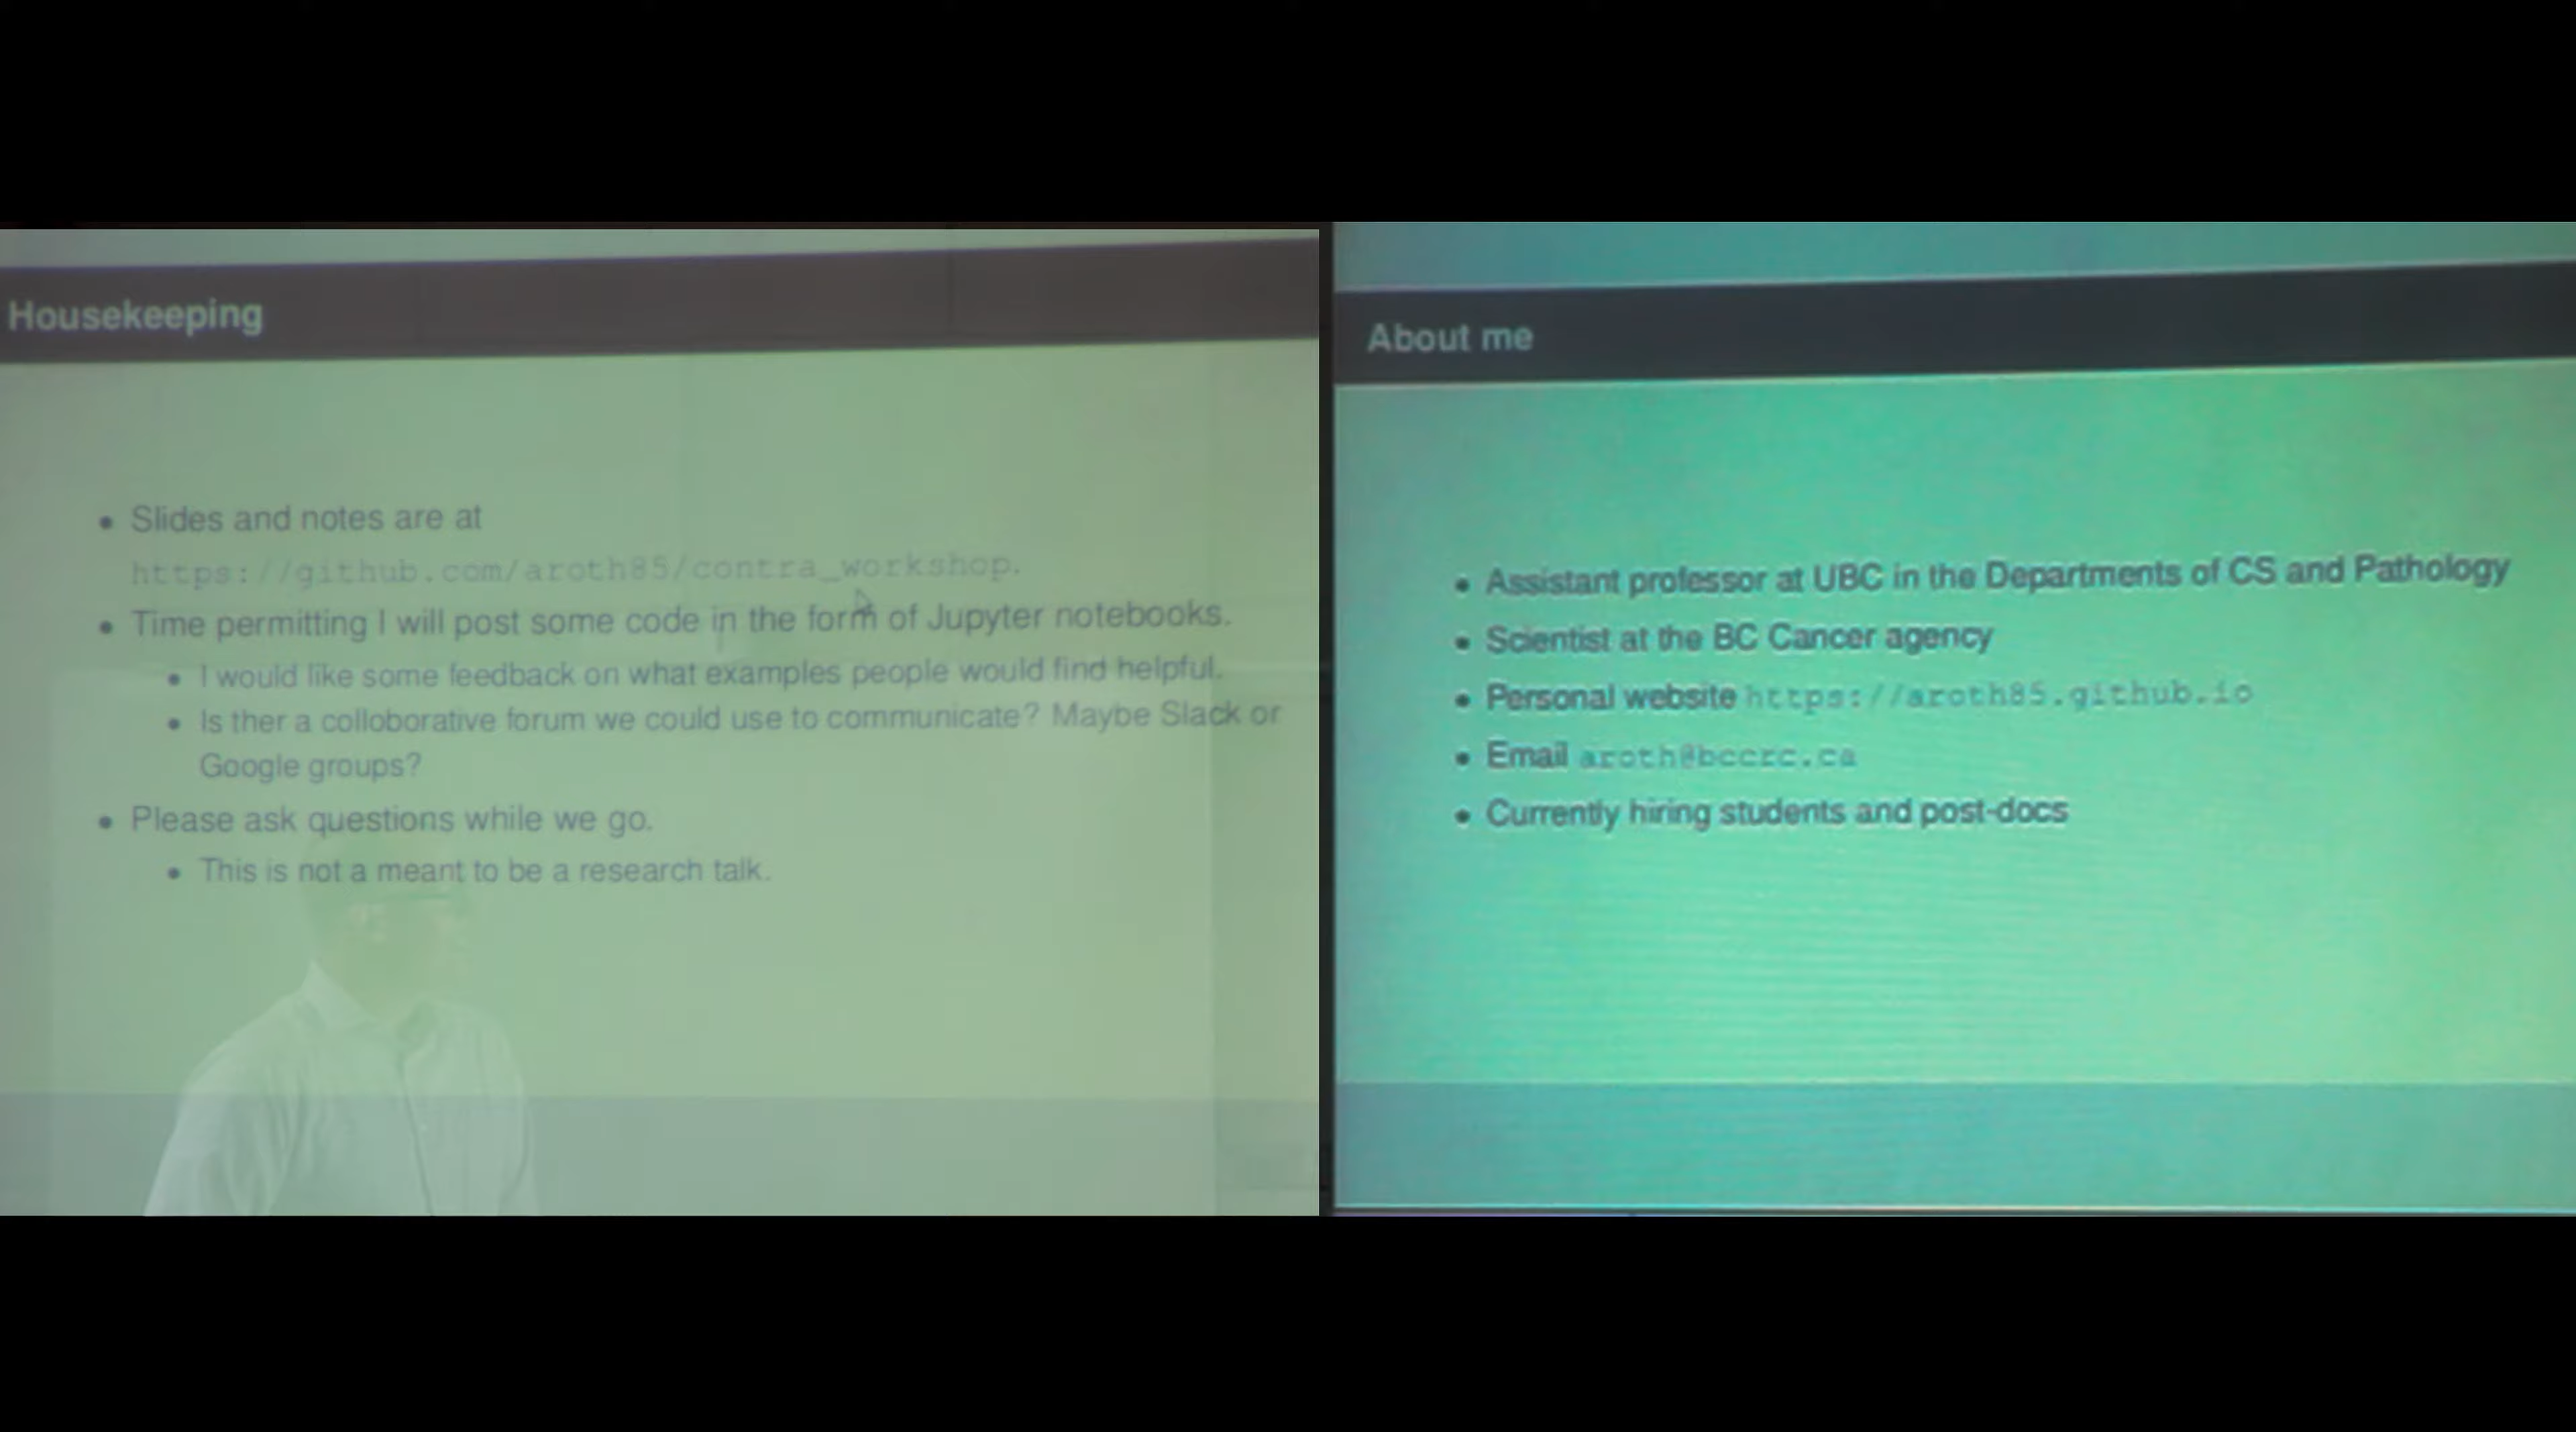 Housekeeping
• Slides and notes are at
https://github.com/aroth85/contra_workshop.
• Time permitting I will post some code in the form of Jupyter notebooks.
• I would like some feedback on what examples people would find helpful.
• Is ther a colloborative forum we could use to communicate? Maybe Slack or
Google groups?
• Please ask questions while we go.
• This is not a meant to be a research talk.
About me
• Assistant professor at UBC in the Departments of CS and Pathology
• Scientist at the BC Cancer agency
• Personal website https://aroth85.github.io
• Email aroth@bccrc.ca
• Currently hiring students and post-docs